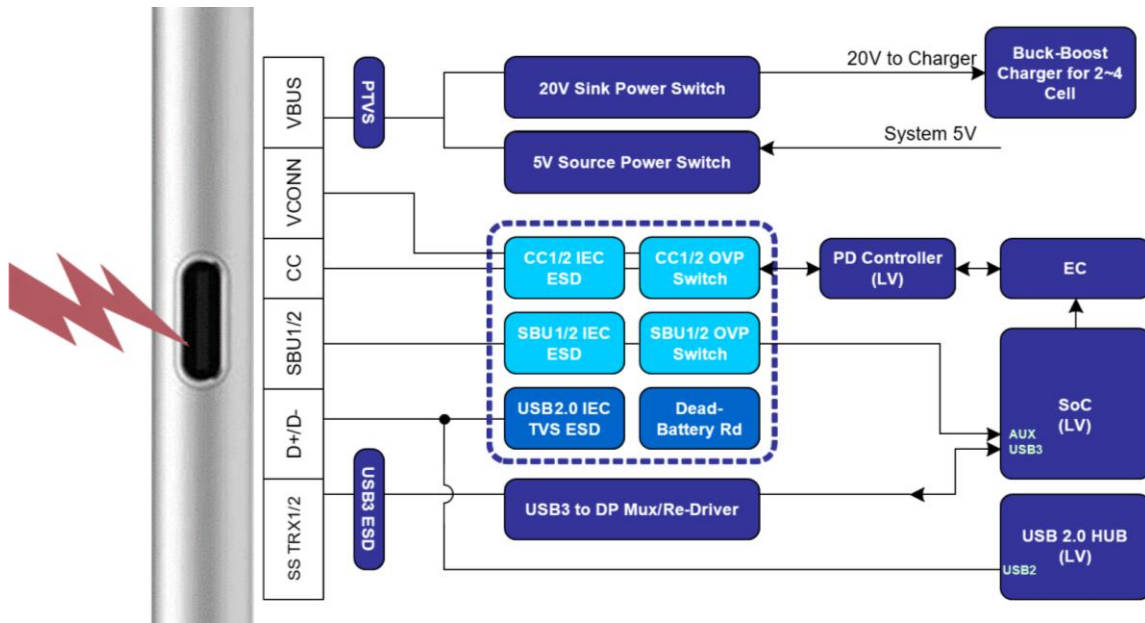 VBUS
VCONN
CC
SBU1/2
D+/D-
SS TRX1/2
PTVS
USB3 ESD
20V Sink Power Switch
20V to Charger
Buck-Boost
Charger for 2~4
Cell
5V Source Power Switch
System 5V
CC1/2 IEC
ESD
CC1/2 OVP
Switch
PD Controller
(LV)
EC
SBU1/2 IEC
ESD
SBU1/2 OVP
Switch
SoC
(LV)
AUX
USB3
USB2.0 IEC
TVS ESD
Dead-
Battery Rd
USB3 to DP Mux/Re-Driver
USB 2.0 HUB
(LV)
USB2